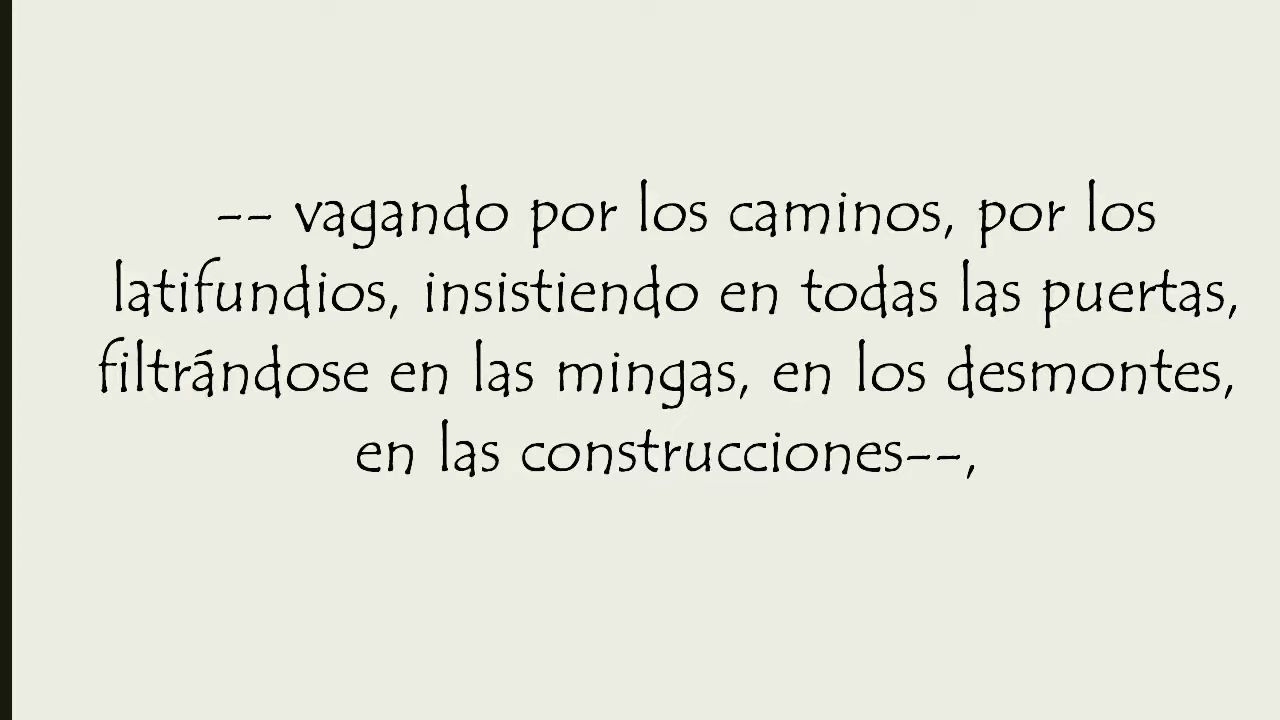 -- vagando por los caminos, por los
latifundios, insistiendo en todas las puertas,
filtrándose en las mingas, en los desmontes,
en las construcciones--,